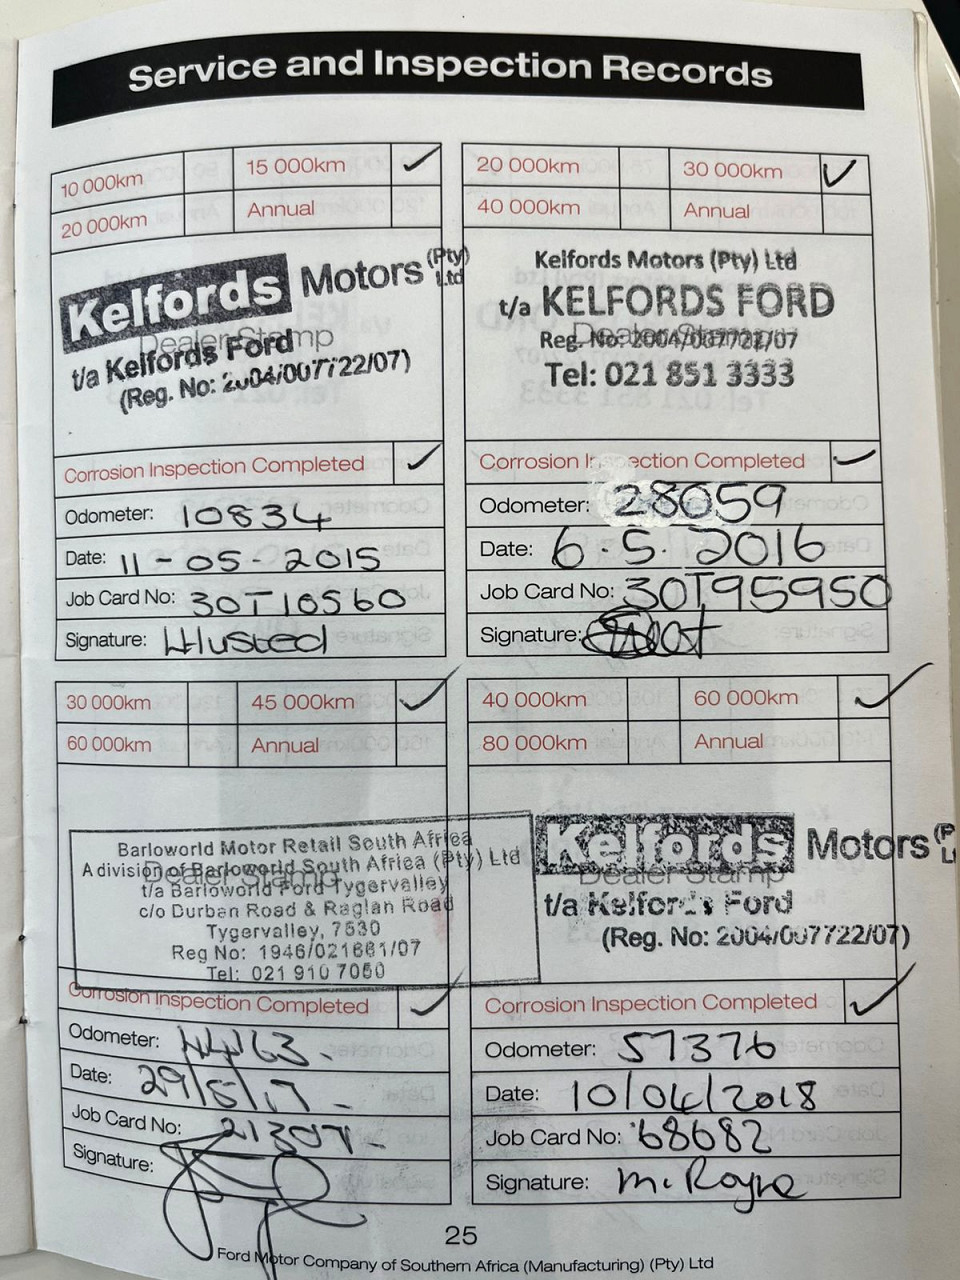 Service and Inspection Records
10 000km 15 000km ✓
20 000km Annual
Kelfords Motors (Pty) Ltd
Dealer Stamp
t/a Kelfords Ford
(Reg. No: 2004/007722/07)
Corrosion Inspection Completed ✓
Odometer: 10834
Date: 11-05-2015
Job Card No: 30T10560
Signature: LHusted
20 000km 30 000km ✓
40 000km Annual
Kelfords Motors (Pty) Ltd
t/a KELFORDS FORD
Dealer Stamp
Reg. No: 2004/007722/07
Tel: 021 851 3333
Corrosion Inspection Completed ✓
Odometer: 28059
Date: 6.5.2016
Job Card No: 30T95950
Signature:
30 000km 45 000km ✓
60 000km Annual
Barloworld Motor Retail South Africa
A division of Barloworld South Africa (Pty) Ltd
Dealer Stamp
t/a Barloworld Ford Tygervalley
c/o Durban Road & Raglan Road
Tygervalley, 7530
Reg No: 1946/021661/07
Tel: 021 910 7050
Corrosion Inspection Completed ✓
Odometer: 44163
Date: 29/5/17
Job Card No: 21307
Signature:
40 000km 60 000km ✓
80 000km Annual
Kelfords Motors (P L
Dealer Stamp
t/a Kelfords Ford
(Reg. No: 2004/007722/07)
Corrosion Inspection Completed ✓
Odometer: 57376
Date: 10/04/2018
Job Card No: 68682
Signature:
25
Ford Motor Company of Southern Africa (Manufacturing) (Pty) Ltd